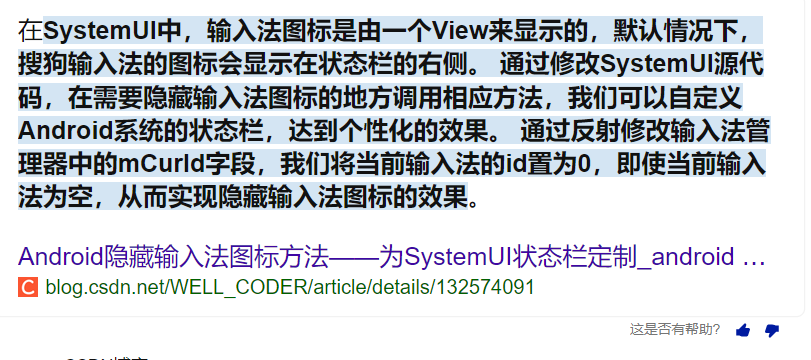 在SystemUI中，输入法图标是由一个View来显示的，默认情况下，
搜狗输入法的图标会显示在状态栏的右侧。 通过修改SystemUI源代
码，在需要隐藏输入法图标的地方调用相应方法，我们可以自定义
Android系统的状态栏，达到个性化的效果。 通过反射修改输入法管
理器中的mCurId字段，我们将当前输入法的id置为0，即使当前输入
法为空，从而实现隐藏输入法图标的效果。
Android隐藏输入法图标方法——为SystemUI状态栏定制_android ...
C blog.csdn.net/WELL_CODER/article/details/132574091
这是否有帮助?